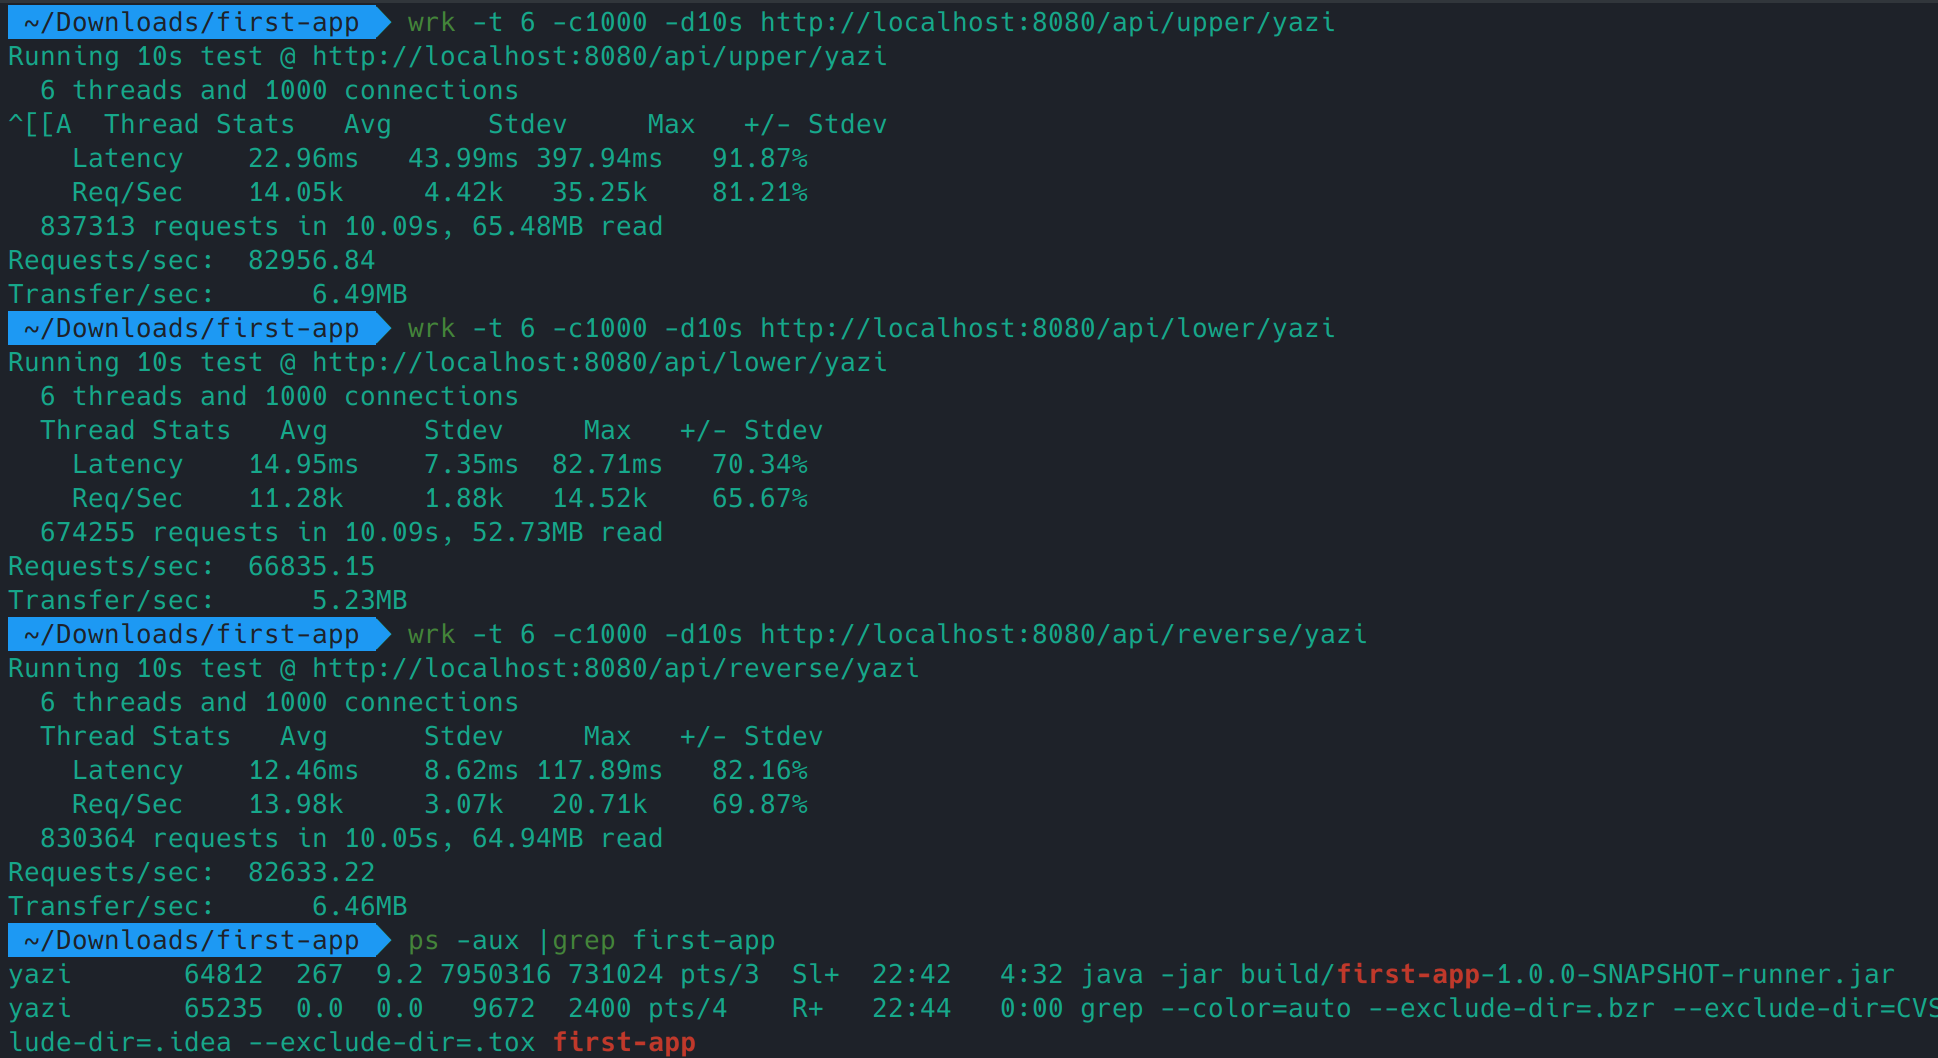 ~/Downloads/first-app wrk -t 6 -c1000 -d10s http://localhost:8080/api/upper/yazi
Running 10s test @ http://localhost:8080/api/upper/yazi
  6 threads and 1000 connections
^[[A  Thread Stats   Avg      Stdev     Max   +/- Stdev
    Latency    22.96ms   43.99ms 397.94ms   91.87%
    Req/Sec    14.05k     4.42k   35.25k    81.21%
  837313 requests in 10.09s, 65.48MB read
Requests/sec:  82956.84
Transfer/sec:      6.49MB
~/Downloads/first-app wrk -t 6 -c1000 -d10s http://localhost:8080/api/lower/yazi
Running 10s test @ http://localhost:8080/api/lower/yazi
  6 threads and 1000 connections
  Thread Stats   Avg      Stdev     Max   +/- Stdev
    Latency    14.95ms    7.35ms  82.71ms   70.34%
    Req/Sec    11.28k     1.88k   14.52k    65.67%
  674255 requests in 10.09s, 52.73MB read
Requests/sec:  66835.15
Transfer/sec:      5.23MB
~/Downloads/first-app wrk -t 6 -c1000 -d10s http://localhost:8080/api/reverse/yazi
Running 10s test @ http://localhost:8080/api/reverse/yazi
  6 threads and 1000 connections
  Thread Stats   Avg      Stdev     Max   +/- Stdev
    Latency    12.46ms    8.62ms 117.89ms   82.16%
    Req/Sec    13.98k     3.07k   20.71k    69.87%
  830364 requests in 10.05s, 64.94MB read
Requests/sec:  82633.22
Transfer/sec:      6.46MB
~/Downloads/first-app ps -aux |grep first-app
yazi       64812  267  9.2 7950316 731024 pts/3  Sl+  22:42   4:32 java -jar build/first-app-1.0.0-SNAPSHOT-runner.jar
yazi       65235  0.0  0.0   9672  2400 pts/4    R+   22:44   0:00 grep --color=auto --exclude-dir=.bzr --exclude-dir=CVS
lude-dir=.idea --exclude-dir=.tox first-app